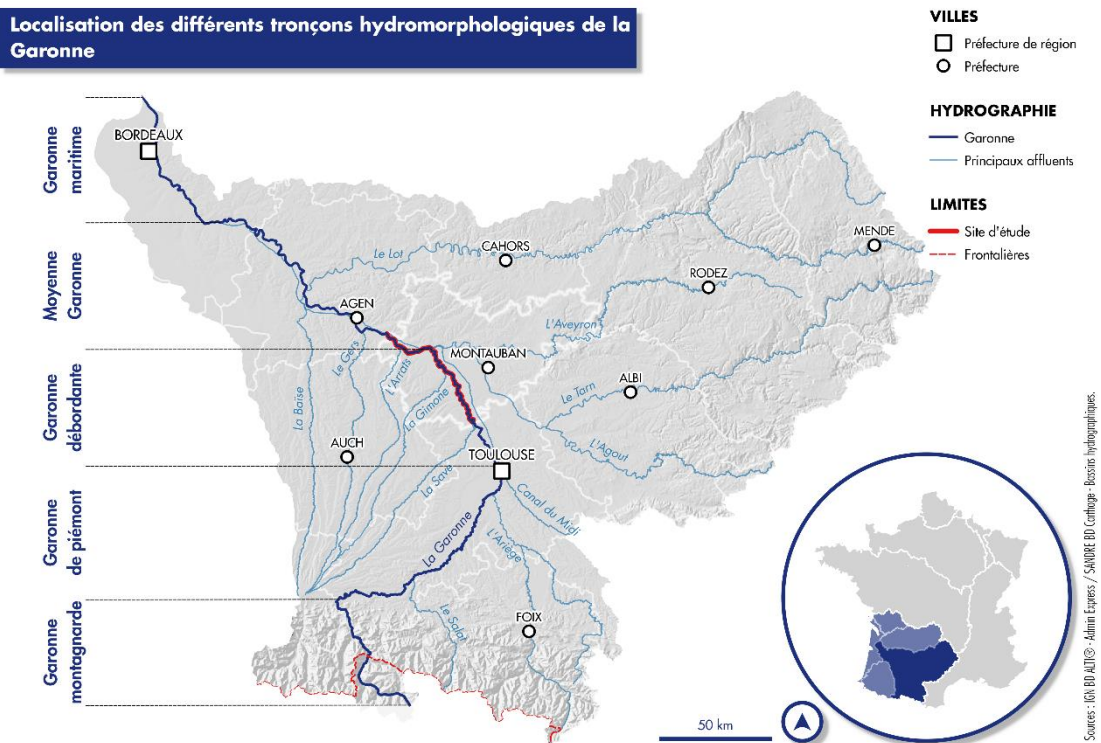 Localisation des différents tronçons hydromorphologiques de la
Garonne
VILLES
Préfecture de région
Préfecture
HYDROGRAPHIE
Garonne
Principaux affluents
LIMITES
Site d'étude
Frontalières
Garonne
maritime
Moyenne
Garonne
Garonne
débordante
Garonne
de piémont
Garonne
montagnarde
BORDEAUX
Le Lot
CAHORS
MENDE
RODEZ
AGEN
L'Aveyron
MONTAUBAN
Le Gers
L'Arrats
La Baïse
La Gimone
ALBI
Le Tarn
L'Agout
AUCH
TOULOUSE
La Save
Canal du Midi
La Garonne
L'Ariège
Le Salat
FOIX
50 km
Sources : IGN BD ALTI® - Admin Express / SANDRE BD Carthage - Bassins hydrographiques.